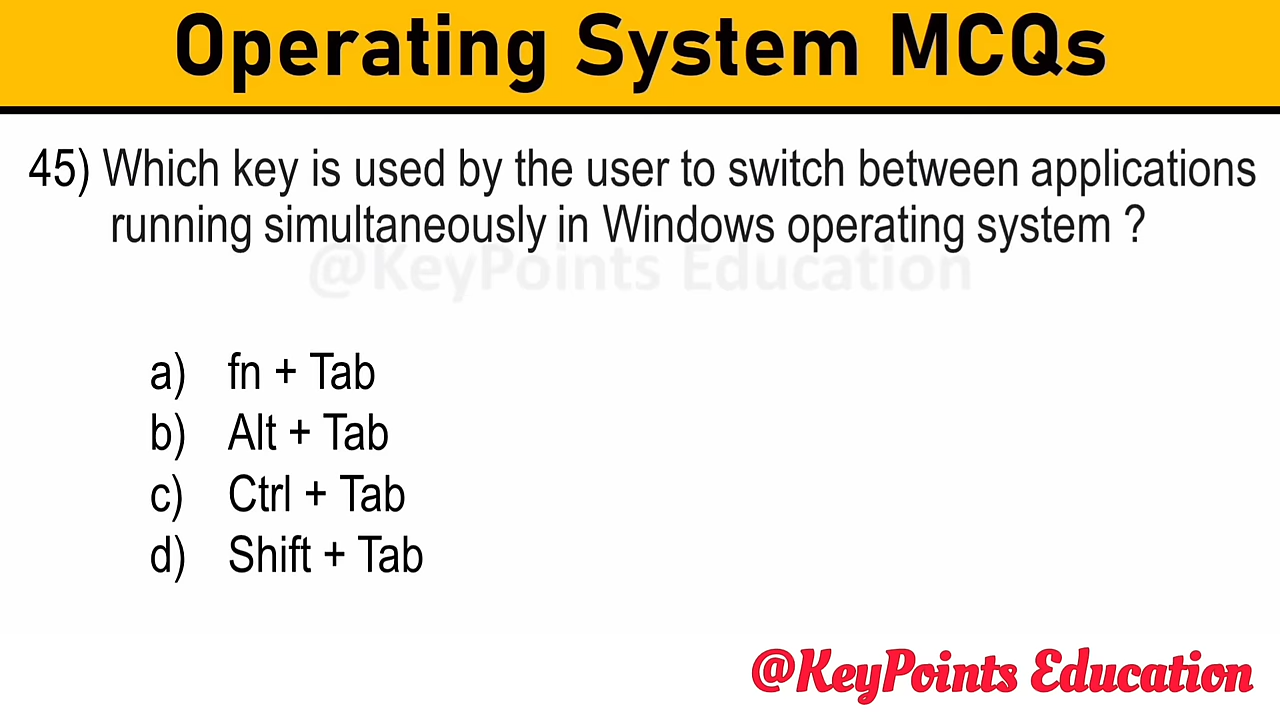 Operating System MCQs
45) Which key is used by the user to switch between applications
running simultaneously in Windows operating system ?
@KeyPoints Education
a) fn + Tab
b) Alt + Tab
c) Ctrl + Tab
d) Shift + Tab
@KeyPoints Education